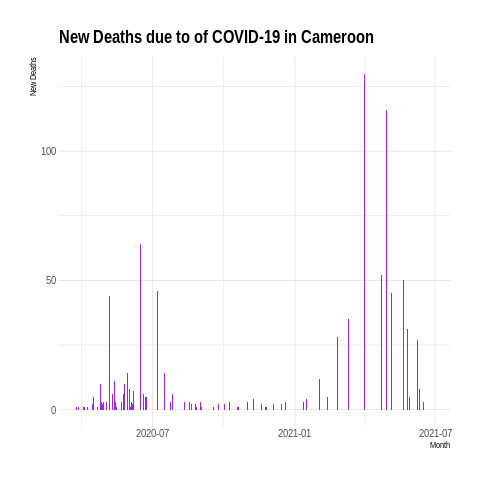 New Deaths due to of COVID-19 in Cameroon
New Deaths
100
50
0
2020-07
2021-01
2021-07
Month